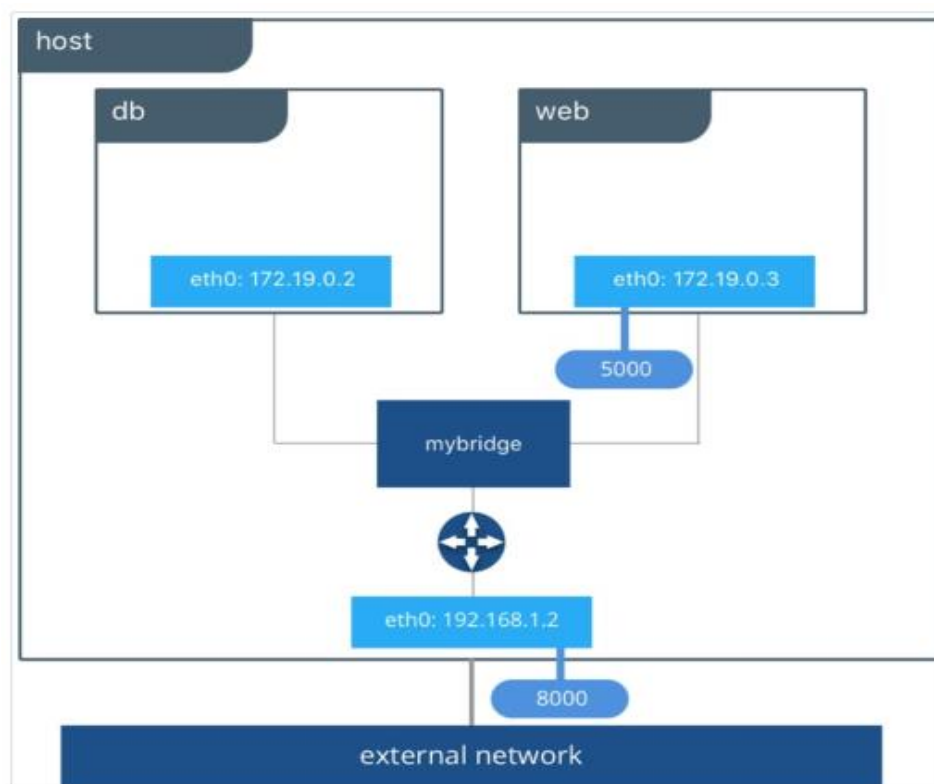 host
db
web
eth0: 172.19.0.2
eth0: 172.19.0.3
5000
mybridge
eth0: 192.168.1.2
8000
external network